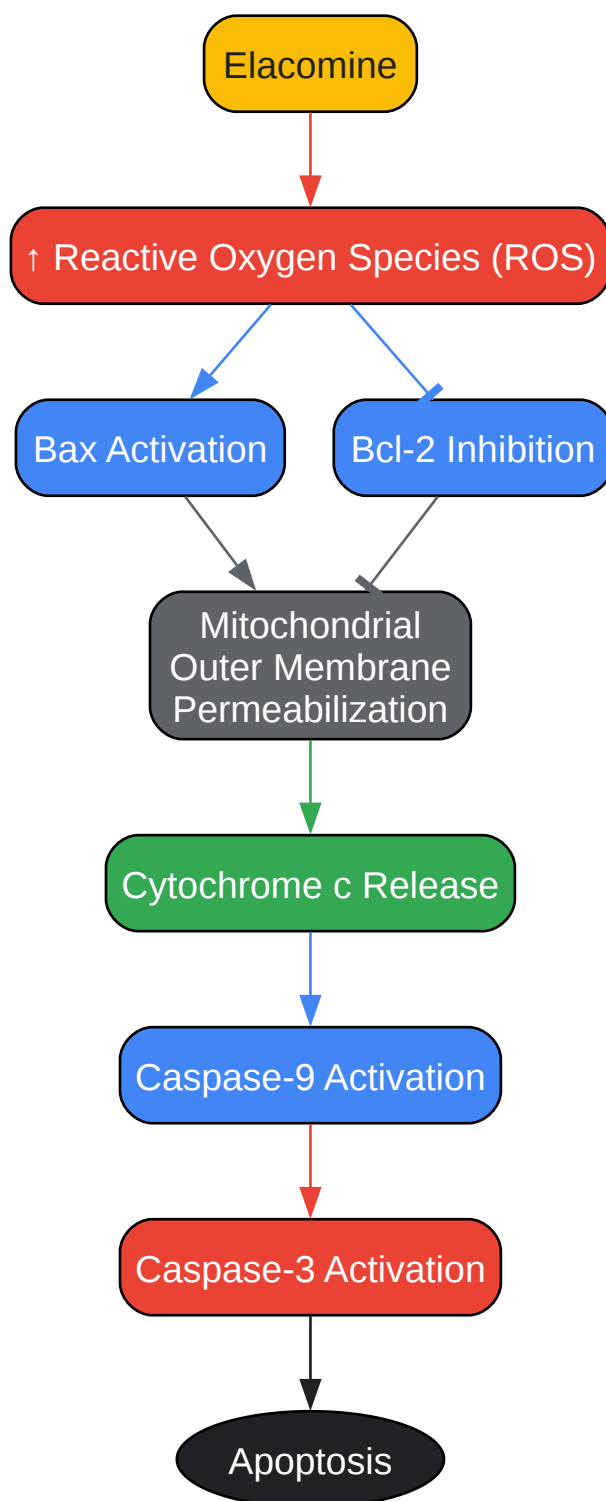 Elacomine
↑ Reactive Oxygen Species (ROS)
Bax Activation
Bcl-2 Inhibition
Mitochondrial
Outer Membrane
Permeabilization
Cytochrome c Release
Caspase-9 Activation
Caspase-3 Activation
Apoptosis